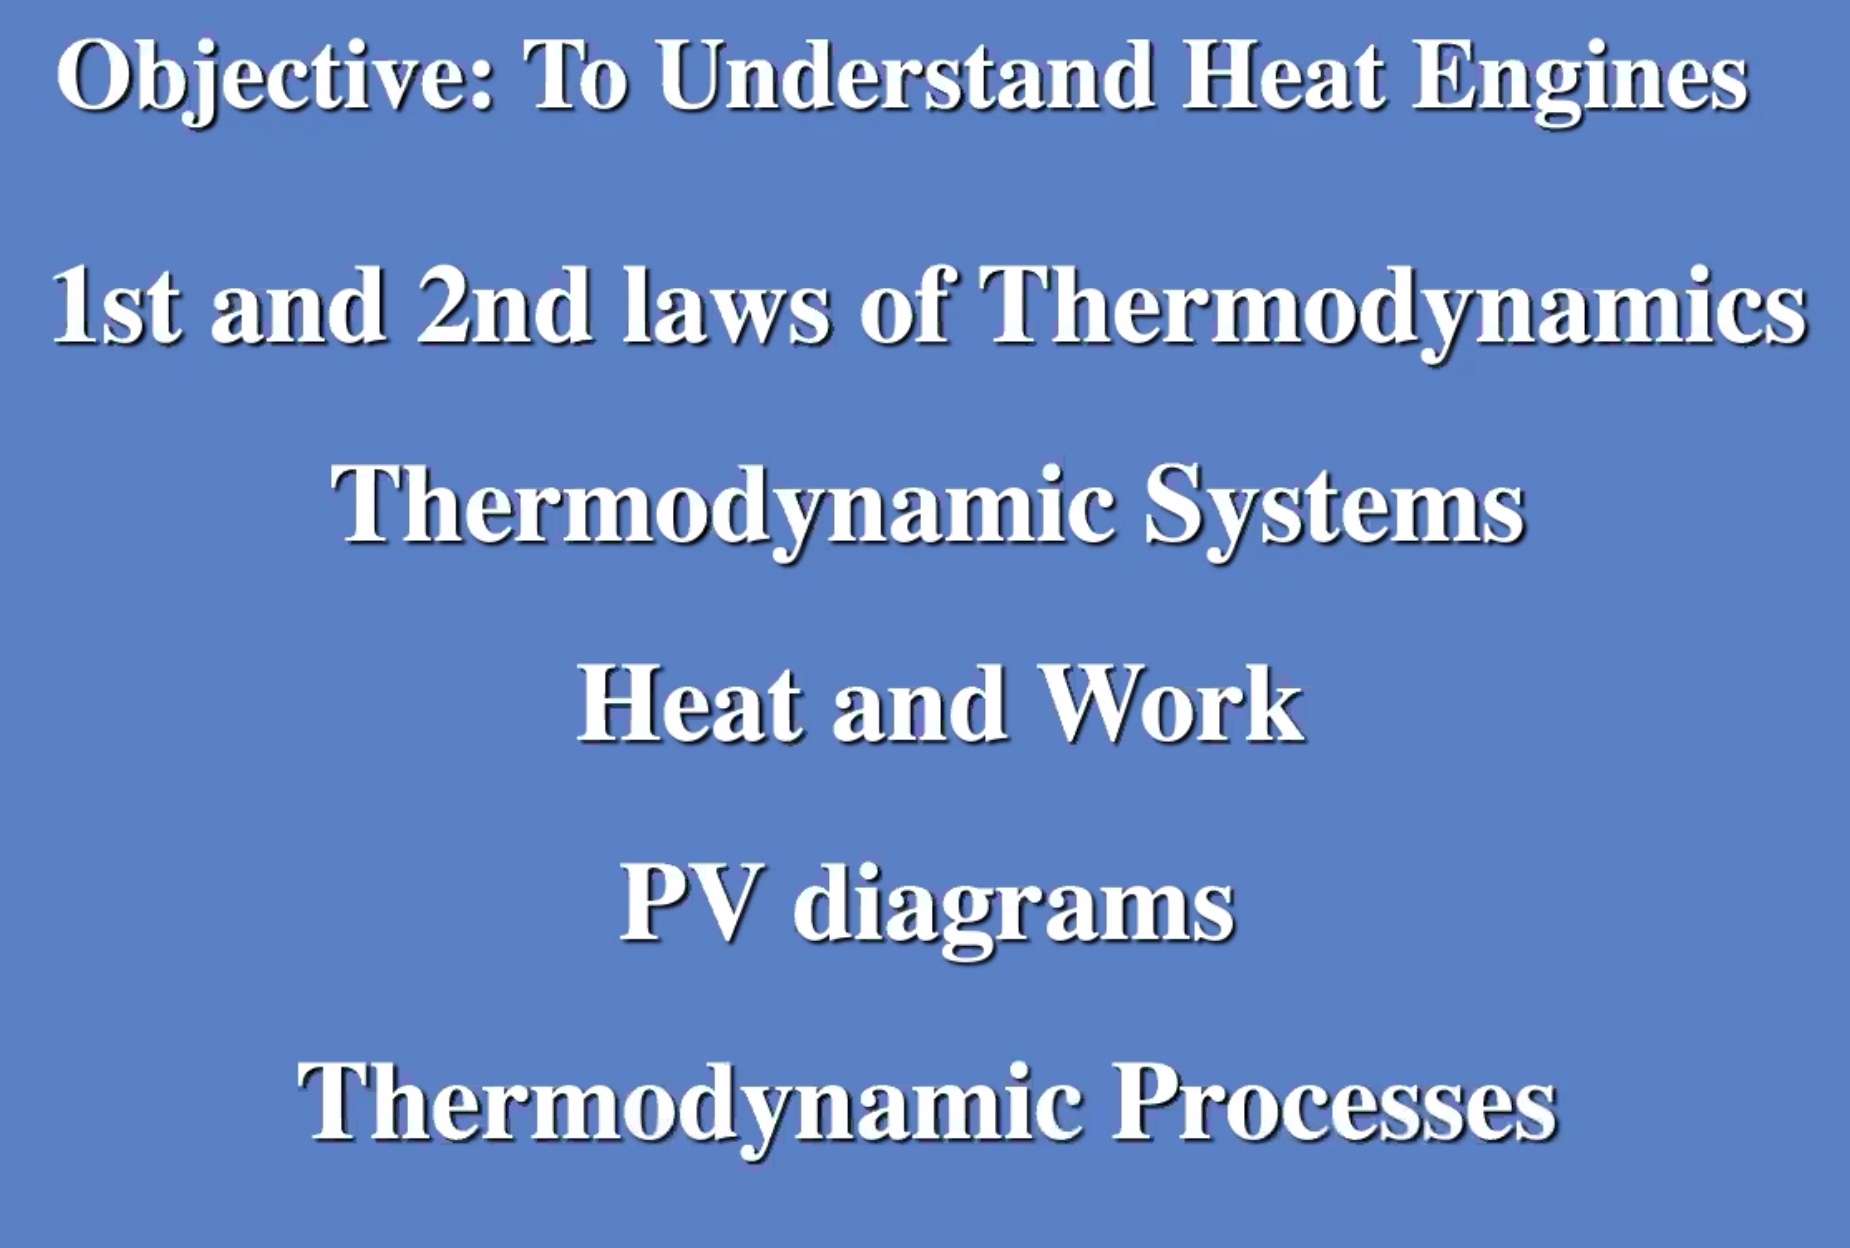 Objective: To Understand Heat Engines
1st and 2nd laws of Thermodynamics
Thermodynamic Systems
Heat and Work
PV diagrams
Thermodynamic Processes